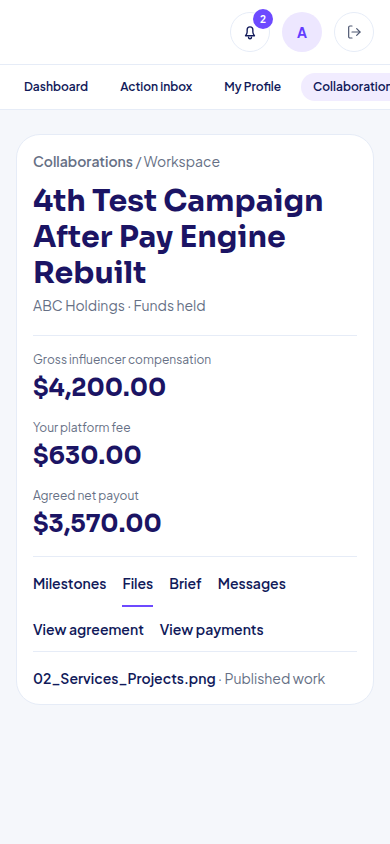 2
A
Dashboard Action Inbox My Profile Collaboration
Collaborations / Workspace
4th Test Campaign
After Pay Engine
Rebuilt
ABC Holdings · Funds held
Gross influencer compensation
$4,200.00
Your platform fee
$630.00
Agreed net payout
$3,570.00
Milestones Files Brief Messages
View agreement View payments
02_Services_Projects.png · Published work